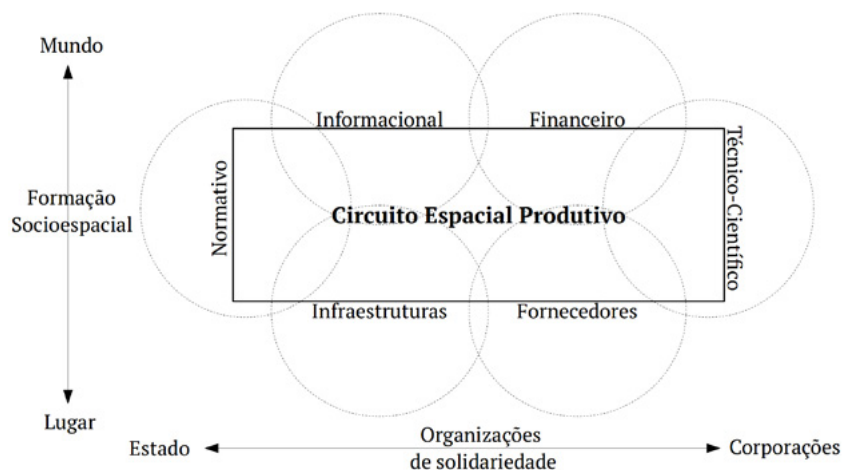 Mundo
Informacional
Financeiro
Técnico-Científico
Normativo
Formação
Socioespacial
Circuito Espacial Produtivo
Infraestruturas
Fornecedores
Lugar
Estado
Organizações
de solidariedade
Corporações